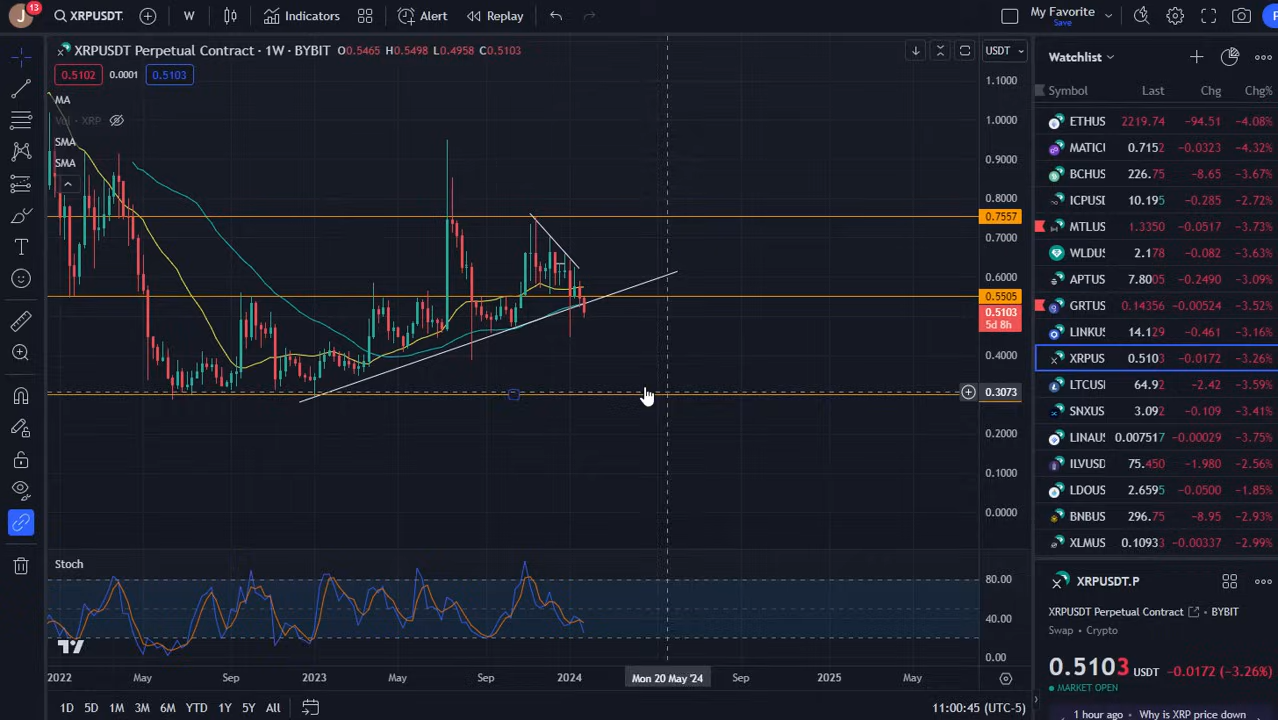 J 13 XRPUSDT. W Indicators Alert Replay My Favorite Save P
XRPUSDT Perpetual Contract · 1W · BYBIT O0.5465 H0.5498 L0.4958 C0.5103 USDT
0.5102 0.0001 0.5103
MA
Vol · XRP
SMA
SMA
1.1000
1.0000
0.9000
0.8000
0.7557
0.7000
0.6000
0.5505
0.5103
5d 8h
0.4000
0.3073
0.2000
0.1000
0.0000
Stoch
80.00
40.00
0.00
2022 May Sep 2023 May Sep 2024 Mon 20 May '24 Sep 2025 May
1D 5D 1M 3M 6M YTD 1Y 5Y All 11:00:45 (UTC-5)
Watchlist
Symbol Last Chg Chg%
ETHUS 2219.74 −94.51 −4.08%
MATICI 0.7152 −0.0323 −4.32%
BCHUS 226.75 −8.65 −3.67%
ICPUSI 10.195 −0.285 −2.72%
MTLUS 1.3350 −0.0517 −3.73%
WLDUS 2.178 −0.082 −3.63%
APTUS 7.8005 −0.2490 −3.09%
GRTUS 0.14356 −0.00524 −3.52%
LINKU 14.129 −0.461 −3.16%
XRPUS 0.5103 −0.0172 −3.26%
LTCUSI 64.92 −2.42 −3.59%
SNXUS 3.092 −0.109 −3.41%
LINAU 0.007517 −0.00029 −3.75%
ILVUSD 75.450 −1.980 −2.56%
LDOUS 2.6595 −0.0500 −1.85%
BNBUS 296.75 −8.95 −2.93%
XLMUS 0.10933 −0.00337 −2.99%
XRPUSDT.P
XRPUSDT Perpetual Contract · BYBIT
Swap · Crypto
0.5103 USDT −0.0172 (−3.26%)
MARKET OPEN
1 hour ago · Why is XRP price down